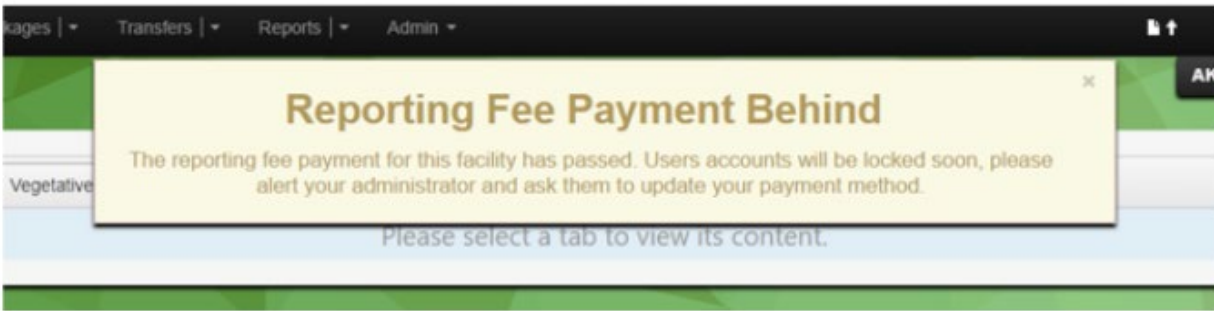 kages | Transfers | Reports | Admin
AK
×
Reporting Fee Payment Behind
The reporting fee payment for this facility has passed. Users accounts will be locked soon, please
alert your administrator and ask them to update your payment method.
Vegetative
Please select a tab to view its content.